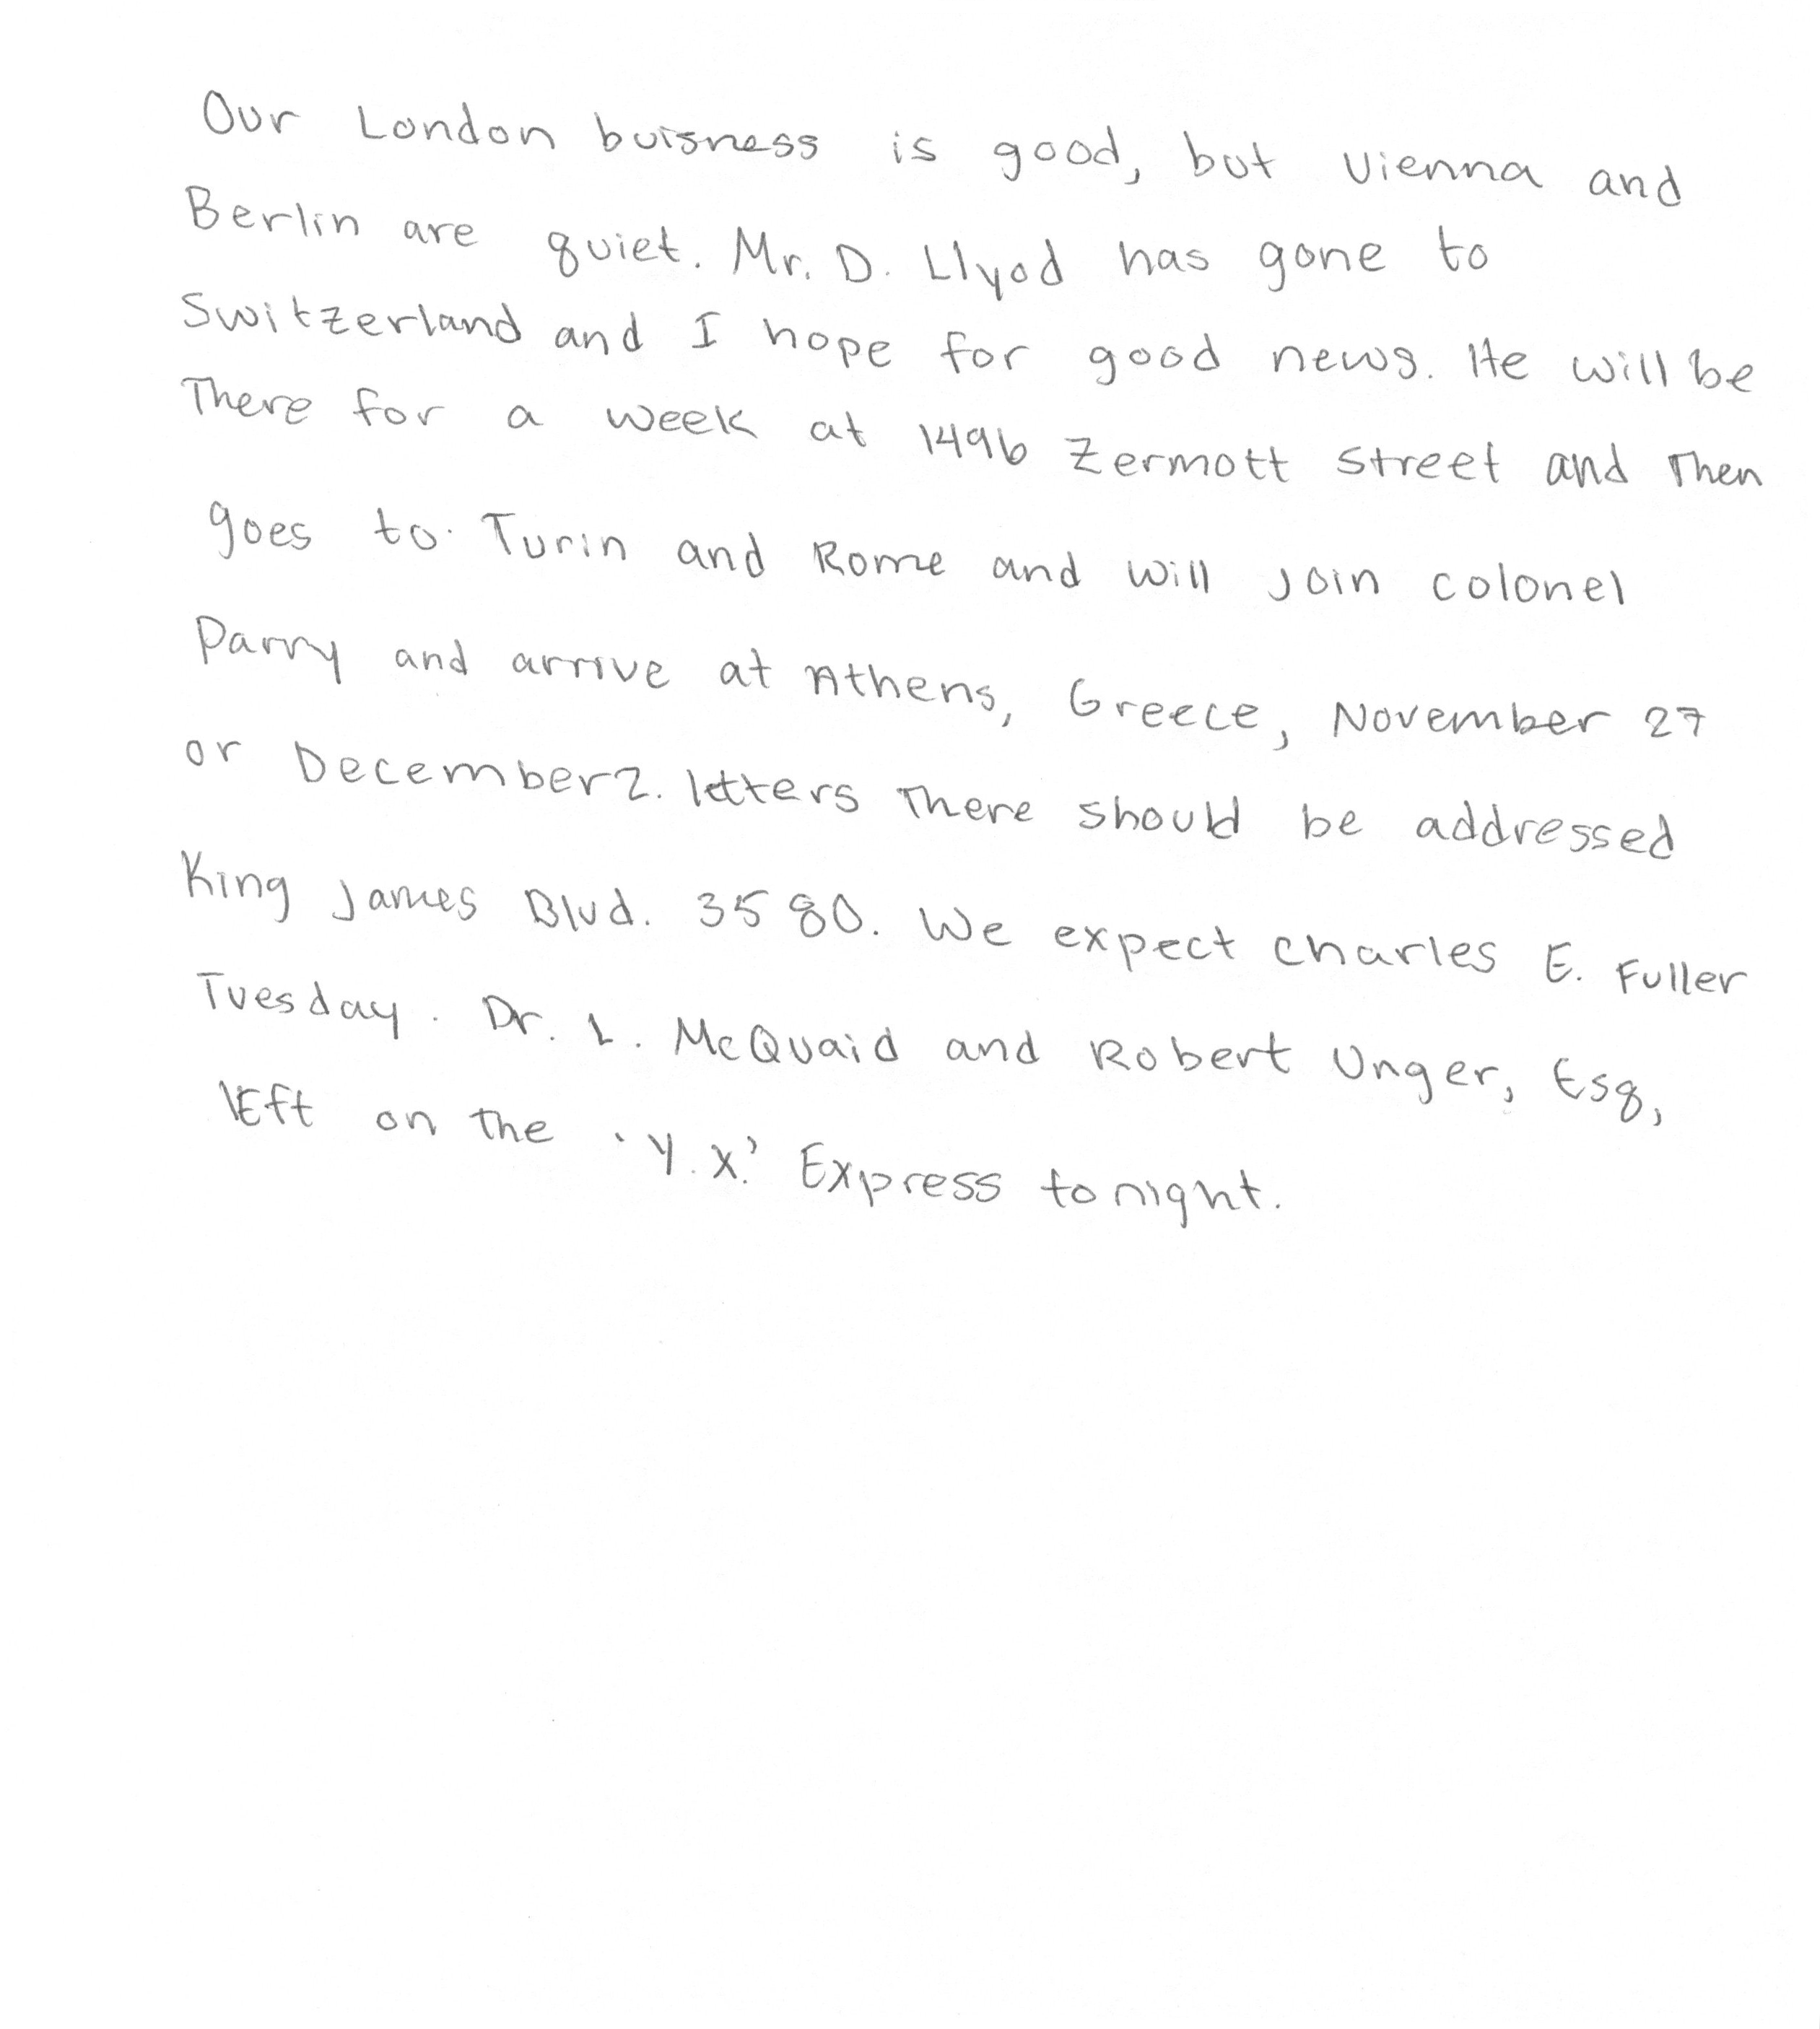 Our London buisness is good, but Vienna and
Berlin are quiet. Mr. D. Llyod has gone to
Switzerland and I hope for good news. He will be
There for a week at 1496 Zermott street and Then
goes to Turin and Rome and will Join colonel
Parry and arrive at Athens, Greece, November 27
or December 2. letters There should be addressed
King James Blvd. 3580. We expect Charles E. Fuller
Tuesday. Dr. L. McQuaid and Robert Unger, Esq,
left on the 'Y.X.' Express tonight.